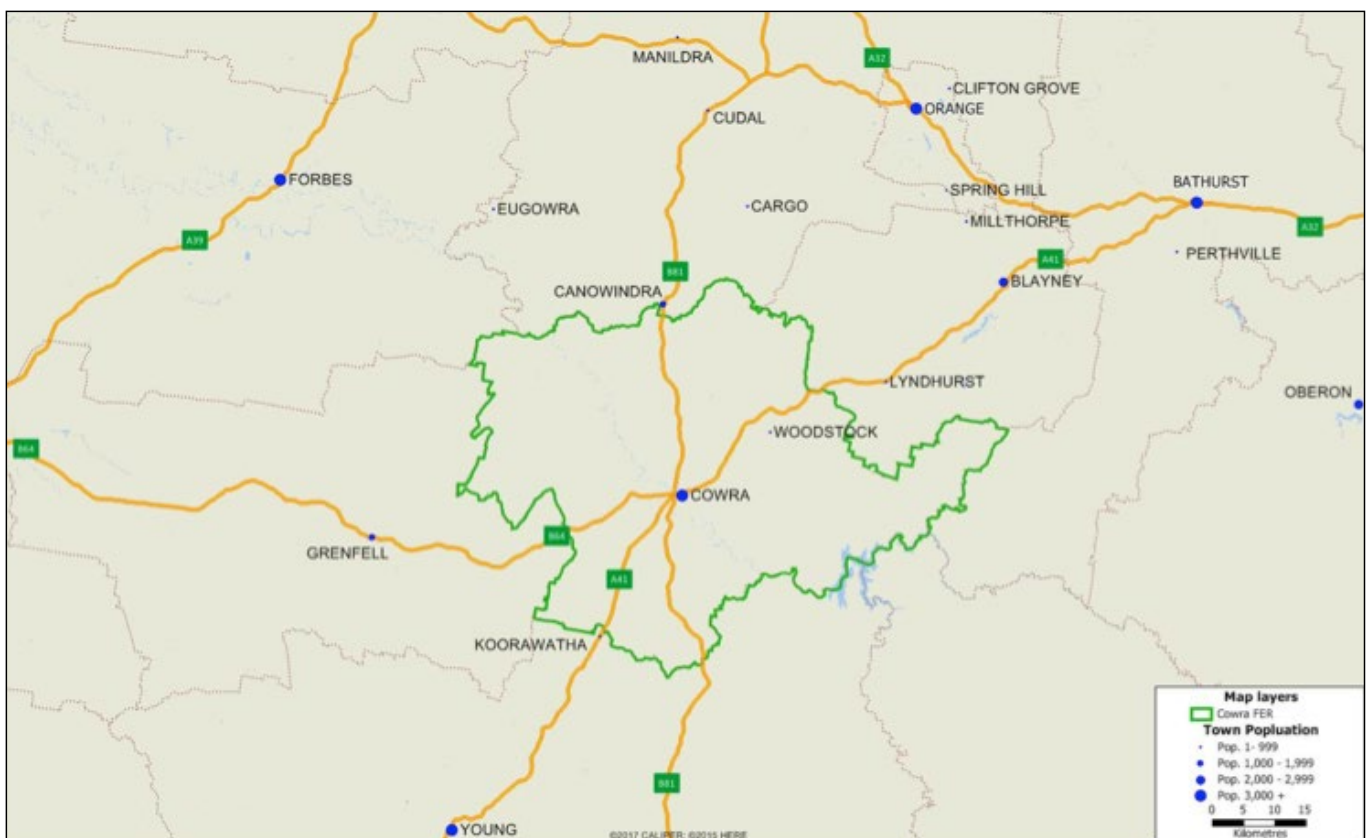 MANILDRA
A32
CLIFTON GROVE
ORANGE
CUDAL
FORBES
SPRING HILL
BATHURST
EUGOWRA
CARGO
MILLTHORPE
A32
A39
PERTHVILLE
A41
B81
BLAYNEY
CANOWINDRA
LYNDHURST
OBERON
WOODSTOCK
B64
COWRA
B64
GRENFELL
A41
KOORAWATHA
B81
YOUNG
Map layers
Cowra FER
Town Popluation
Pop. 1- 999
Pop. 1,000 - 1,999
Pop. 2,000 - 2,999
Pop. 3,000 +
0 5 10 15
Kilometres
©2017 CALIPER; ©2015 HERE